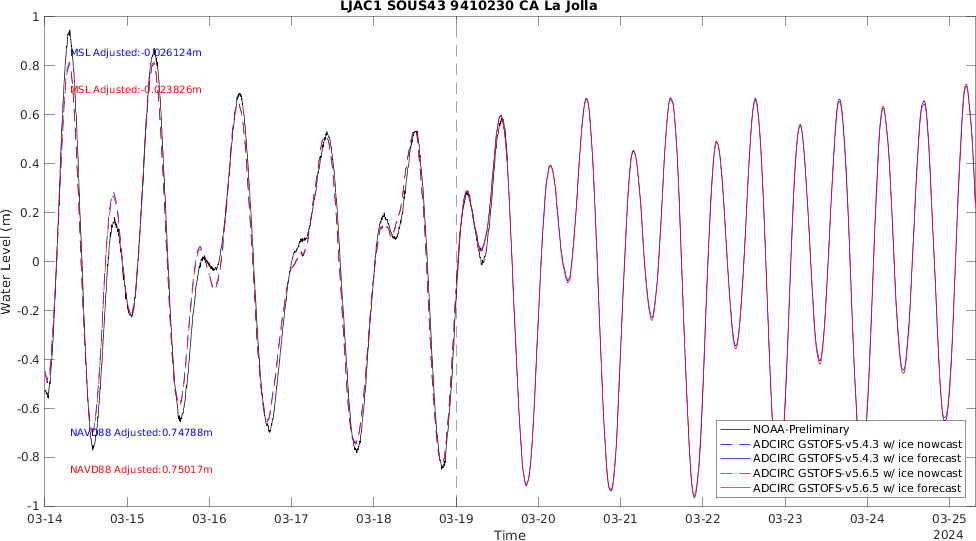 LJAC1 SOUS43 9410230 CA La Jolla
MSL Adjusted:-0.026124m
MSL Adjusted:-0.023826m
NAVD88 Adjusted:0.74788m
NAVD88 Adjusted:0.75017m
Water Level (m)
1
0.8
0.6
0.4
0.2
0
-0.2
-0.4
-0.6
-0.8
-1
NOAA-Preliminary
ADCIRC GSTOFS-v5.4.3 w/ ice nowcast
ADCIRC GSTOFS-v5.4.3 w/ ice forecast
ADCIRC GSTOFS-v5.6.5 w/ ice nowcast
ADCIRC GSTOFS-v5.6.5 w/ ice forecast
03-14 03-15 03-16 03-17 03-18 03-19 03-20 03-21 03-22 03-23 03-24 03-25
Time
2024